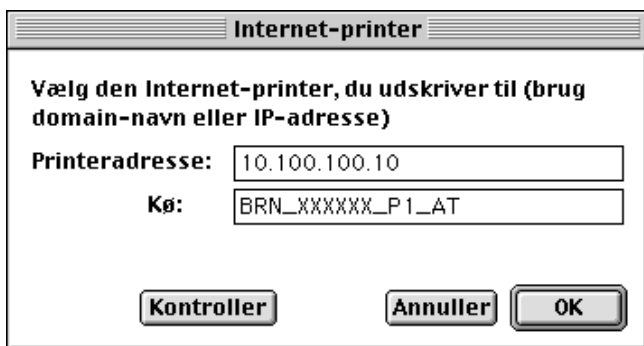 Internet-printer
Vælg den Internet-printer, du udskriver til (brug
domain-navn eller IP-adresse)
Printeradresse: 10.100.100.10
Kø: BRN_XXXXXX_P1_AT
Kontroller Annuller OK